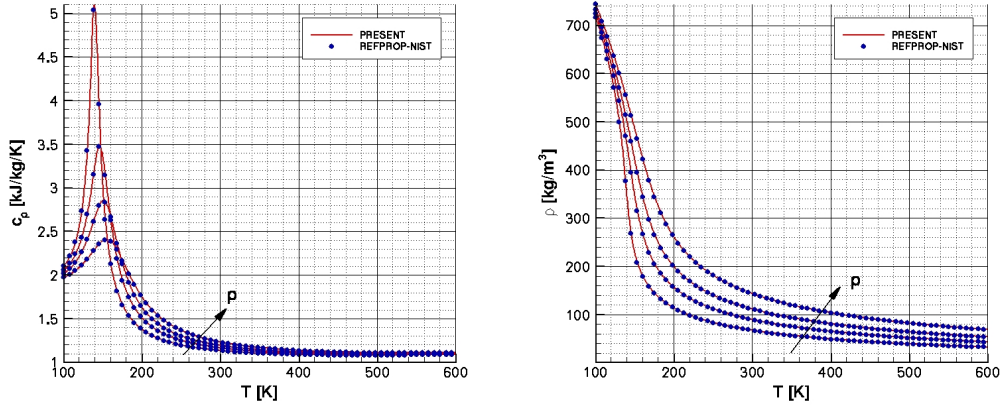 PRESENT
REFPROP-NIST
5
4.5
4
3.5
3
2.5
2
1.5
1
cp [kJ/kg/K]
p
100 200 300 400 500 600
T [K]
PRESENT
REFPROP-NIST
700
600
500
400
300
200
100
ρ [kg/m³]
p
100 200 300 400 500 600
T [K]